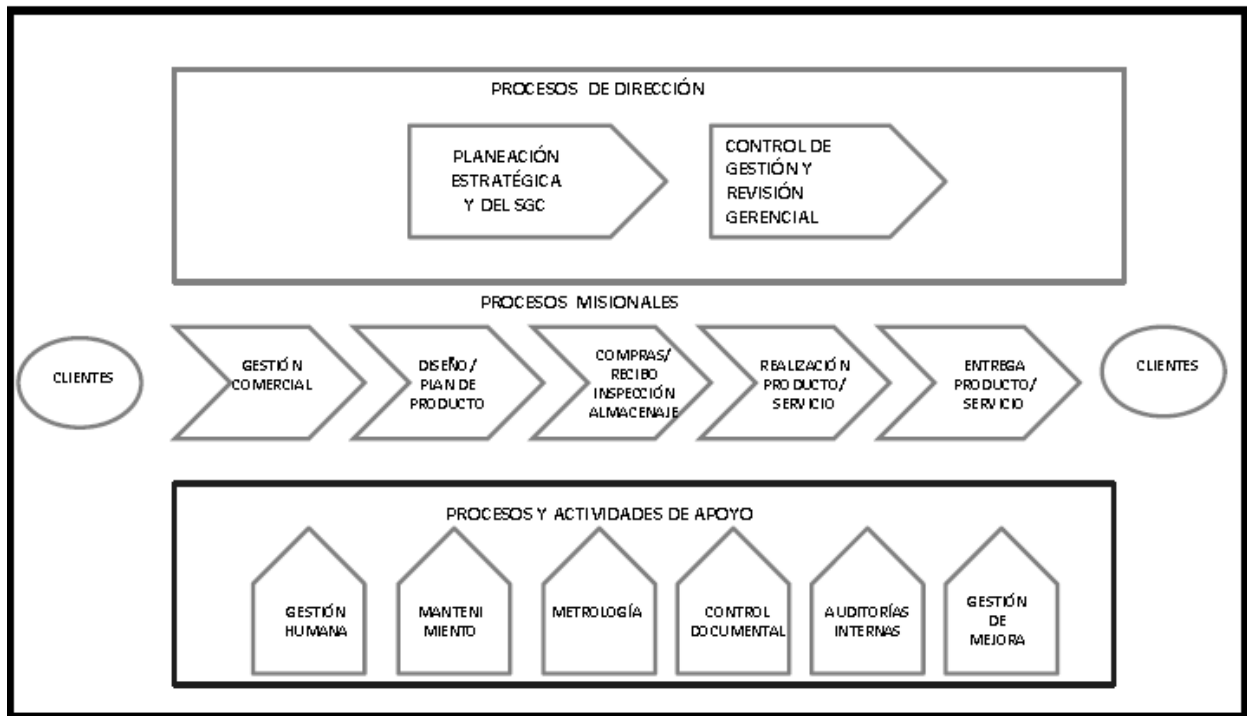 PROCESOS DE DIRECCIÓN
PLANEACIÓN
ESTRATÉGICA
Y DEL SGC
CONTROL DE
GESTIÓN Y
REVISIÓN
GERENCIAL
PROCESOS MISIONALES
CLIENTES
GESTIÓN
COMERCIAL
DISEÑO/
PLAN DE
PRODUCTO
COMPRAS/
RECIBO
INSPECCIÓN
ALMACENAJE
REALIZACIÓN
PRODUCTO/
SERVICIO
ENTREGA
PRODUCTO/
SERVICIO
CLIENTES
PROCESOS Y ACTIVIDADES DE APOYO
GESTIÓN
HUMANA
MANTENI
MIENTO
METROLOGÍA
CONTROL
DOCUMENTAL
AUDITORÍAS
INTERNAS
GESTIÓN
DE
MEJORA